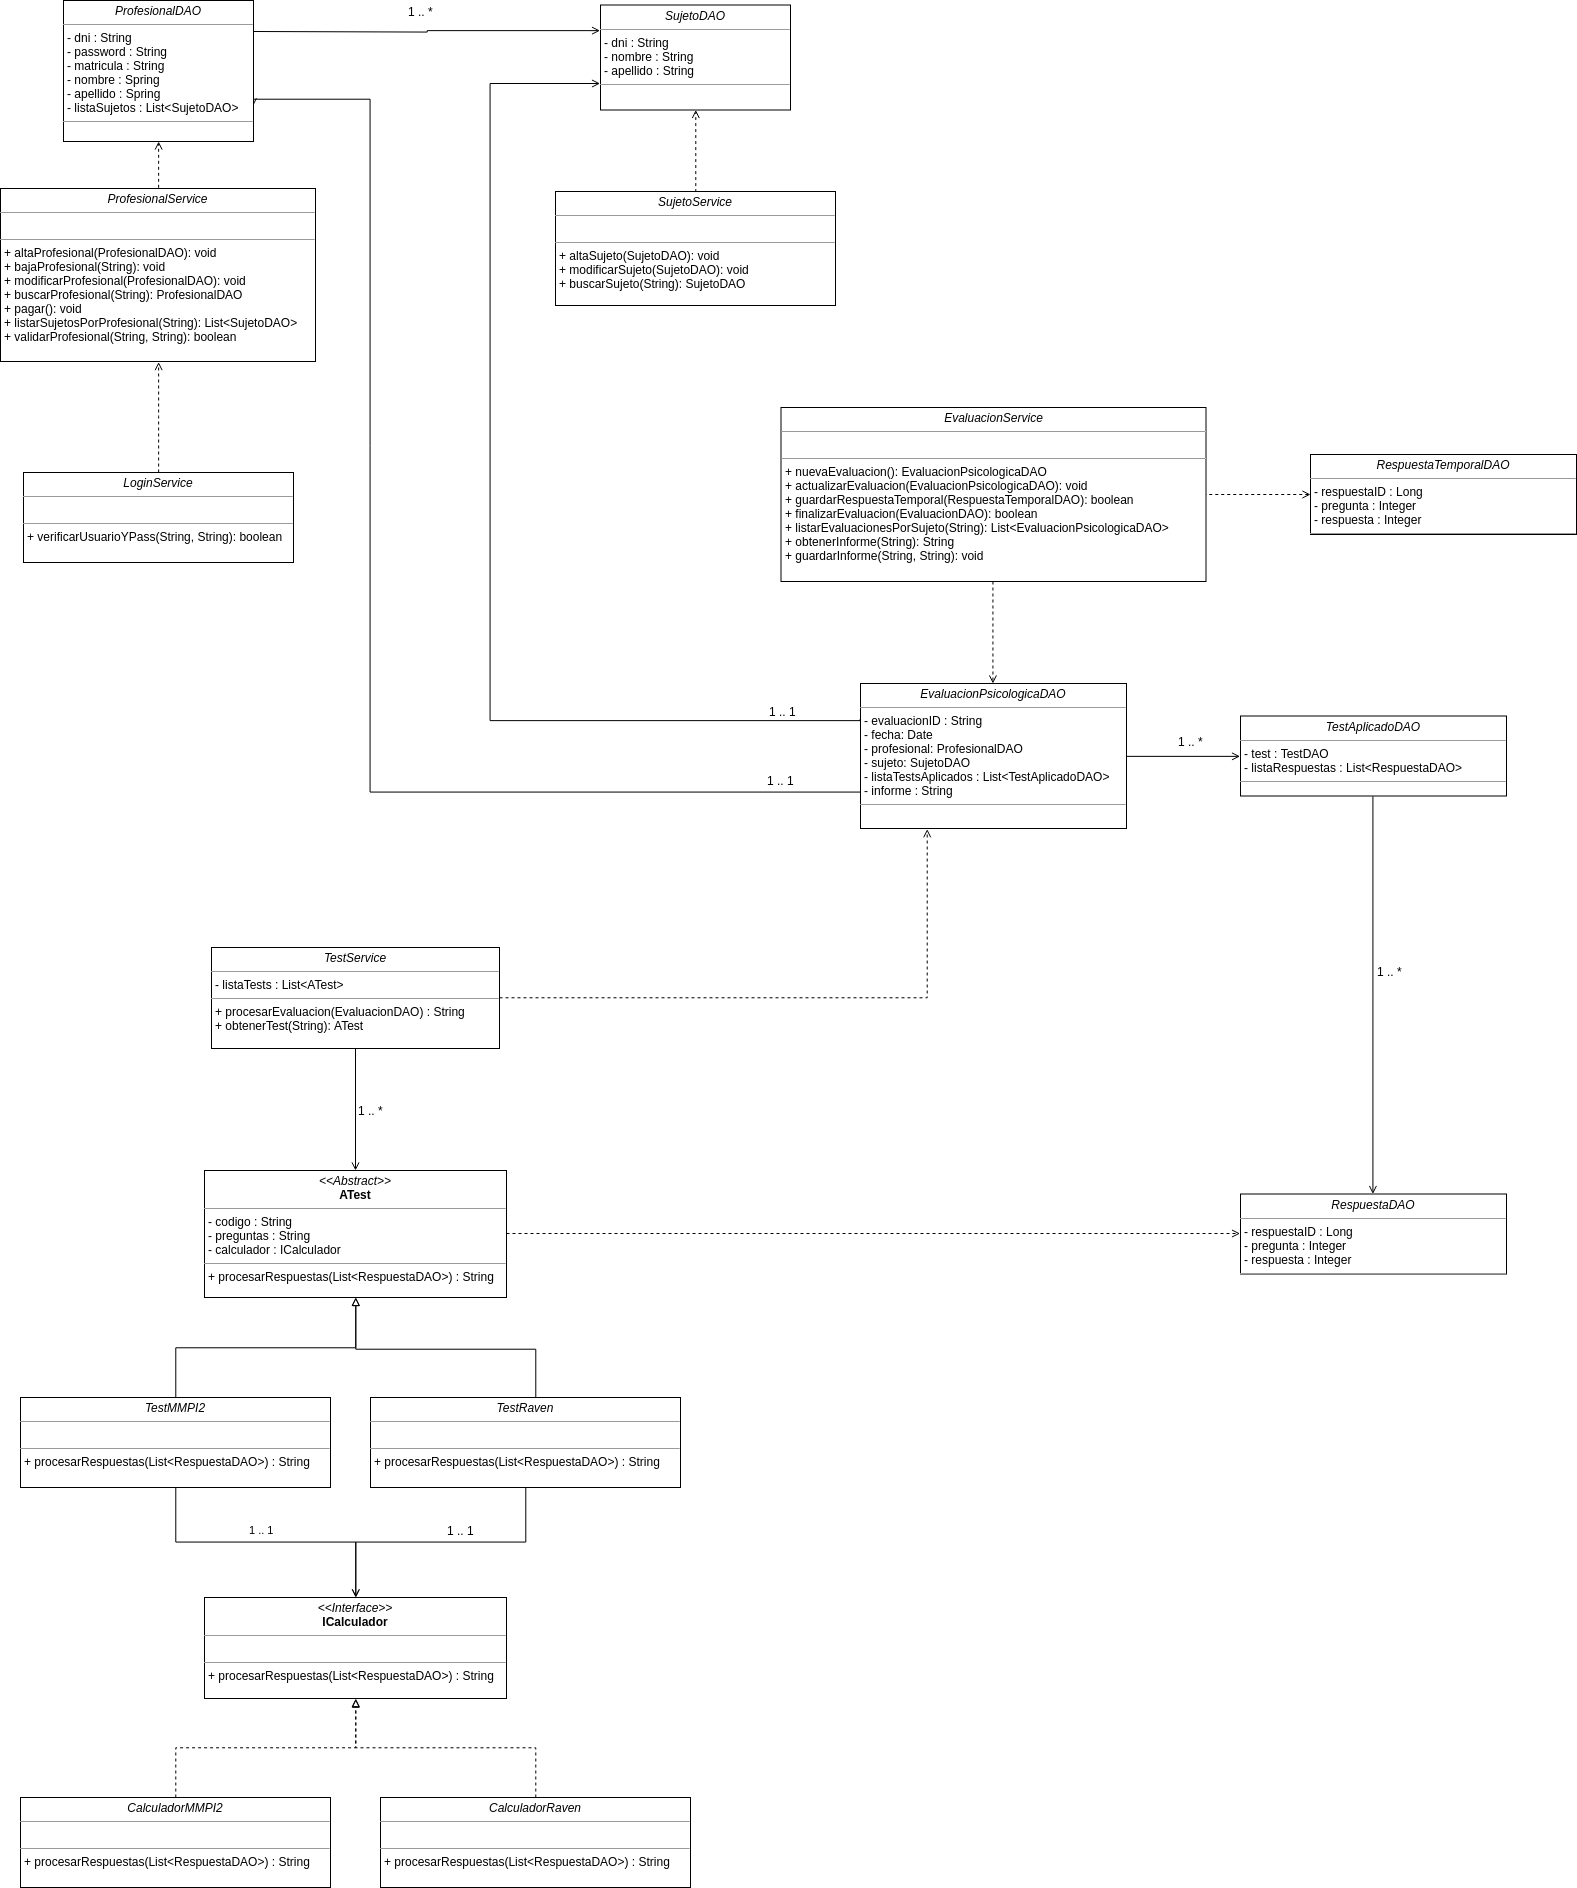 ProfesionalDAO
- dni : String
- password : String
- matricula : String
- nombre : Spring
- apellido : Spring
- listaSujetos : List<SujetoDAO>
1 .. *
SujetoDAO
- dni : String
- nombre : String
- apellido : String
ProfesionalService
+ altaProfesional(ProfesionalDAO): void
+ bajaProfesional(String): void
+ modificarProfesional(ProfesionalDAO): void
+ buscarProfesional(String): ProfesionalDAO
+ pagar(): void
+ listarSujetosPorProfesional(String): List<SujetoDAO>
+ validarProfesional(String, String): boolean
SujetoService
+ altaSujeto(SujetoDAO): void
+ modificarSujeto(SujetoDAO): void
+ buscarSujeto(String): SujetoDAO
LoginService
+ verificarUsuarioYPass(String, String): boolean
EvaluacionService
+ nuevaEvaluacion(): EvaluacionPsicologicaDAO
+ actualizarEvaluacion(EvaluacionPsicologicaDAO): void
+ guardarRespuestaTemporal(RespuestaTemporalDAO): boolean
+ finalizarEvaluacion(EvaluacionDAO): boolean
+ listarEvaluacionesPorSujeto(String): List<EvaluacionPsicologicaDAO>
+ obtenerInforme(String): String
+ guardarInforme(String, String): void
RespuestaTemporalDAO
- respuestaID : Long
- pregunta : Integer
- respuesta : Integer
1 .. 1
1 .. 1
EvaluacionPsicologicaDAO
- evaluacionID : String
- fecha: Date
- profesional: ProfesionalDAO
- sujeto: SujetoDAO
- listaTestsAplicados : List<TestAplicadoDAO>
- informe : String
1 .. *
TestAplicadoDAO
- test : TestDAO
- listaRespuestas : List<RespuestaDAO>
1 .. *
TestService
- listaTests : List<ATest>
+ procesarEvaluacion(EvaluacionDAO) : String
+ obtenerTest(String): ATest
1 .. *
<<Abstract>>
ATest
- codigo : String
- preguntas : String
- calculador : ICalculador
+ procesarRespuestas(List<RespuestaDAO>) : String
RespuestaDAO
- respuestaID : Long
- pregunta : Integer
- respuesta : Integer
TestMMPI2
+ procesarRespuestas(List<RespuestaDAO>) : String
TestRaven
+ procesarRespuestas(List<RespuestaDAO>) : String
1 .. 1
1 .. 1
<<Interface>>
ICalculador
+ procesarRespuestas(List<RespuestaDAO>) : String
CalculadorMMPI2
+ procesarRespuestas(List<RespuestaDAO>) : String
CalculadorRaven
+ procesarRespuestas(List<RespuestaDAO>) : String